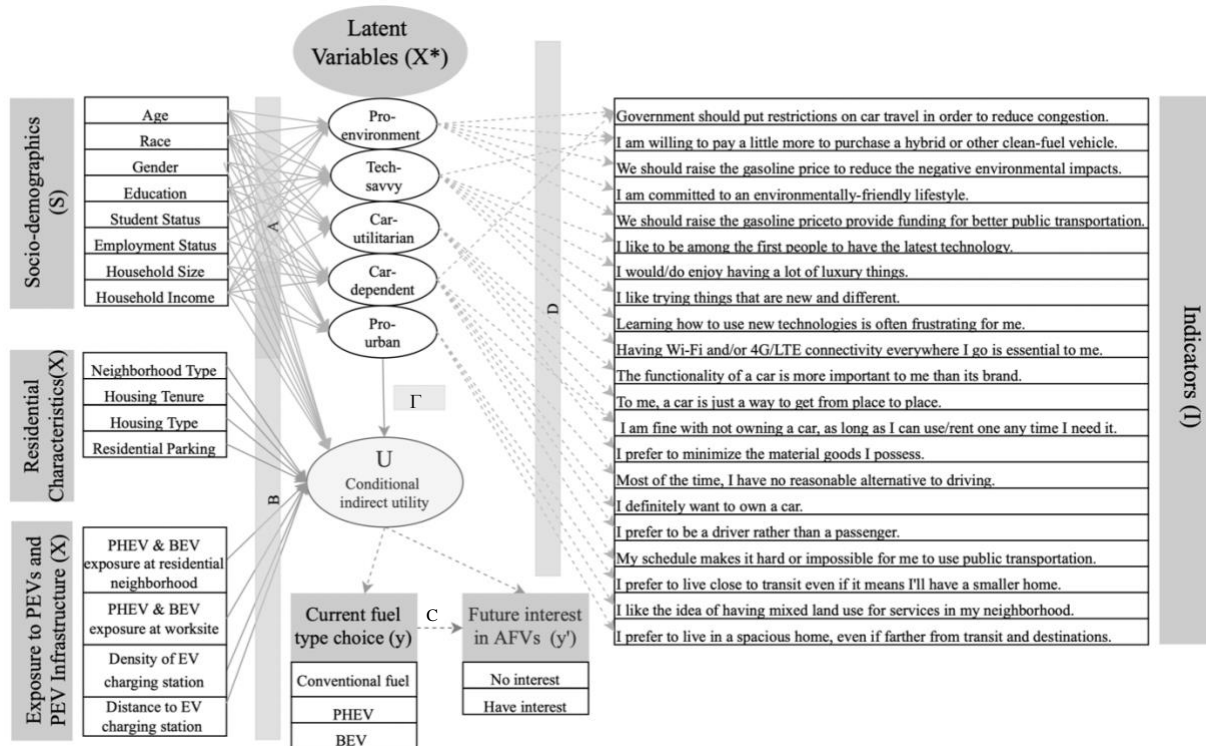 Latent
Variables (X*)
Socio-demographics
(S)
Age
Race
Gender
Education
Student Status
Employment Status
Household Size
Household Income
A
Pro-
environment
Tech-
savvy
Car-
utilitarian
Car-
dependent
Pro-
urban
Γ
D
Residential
Characteristics(X)
Neighborhood Type
Housing Tenure
Housing Type
Residential Parking
B
U
Conditional
indirect utility
Exposure to PEVs and
PEV Infrastructure (X)
PHEV & BEV
exposure at residential
neighborhood
PHEV & BEV
exposure at worksite
Density of EV
charging station
Distance to EV
charging station
Current fuel
type choice (y)
C
Future interest
in AFVs (y')
Conventional fuel
PHEV
BEV
No interest
Have interest
Government should put restrictions on car travel in order to reduce congestion.
I am willing to pay a little more to purchase a hybrid or other clean-fuel vehicle.
We should raise the gasoline price to reduce the negative environmental impacts.
I am committed to an environmentally-friendly lifestyle.
We should raise the gasoline priceto provide funding for better public transportation.
I like to be among the first people to have the latest technology.
I would/do enjoy having a lot of luxury things.
I like trying things that are new and different.
Learning how to use new technologies is often frustrating for me.
Having Wi-Fi and/or 4G/LTE connectivity everywhere I go is essential to me.
The functionality of a car is more important to me than its brand.
To me, a car is just a way to get from place to place.
I am fine with not owning a car, as long as I can use/rent one any time I need it.
I prefer to minimize the material goods I possess.
Most of the time, I have no reasonable alternative to driving.
I definitely want to own a car.
I prefer to be a driver rather than a passenger.
My schedule makes it hard or impossible for me to use public transportation.
I prefer to live close to transit even if it means I'll have a smaller home.
I like the idea of having mixed land use for services in my neighborhood.
I prefer to live in a spacious home, even if farther from transit and destinations.
Indicators (I)